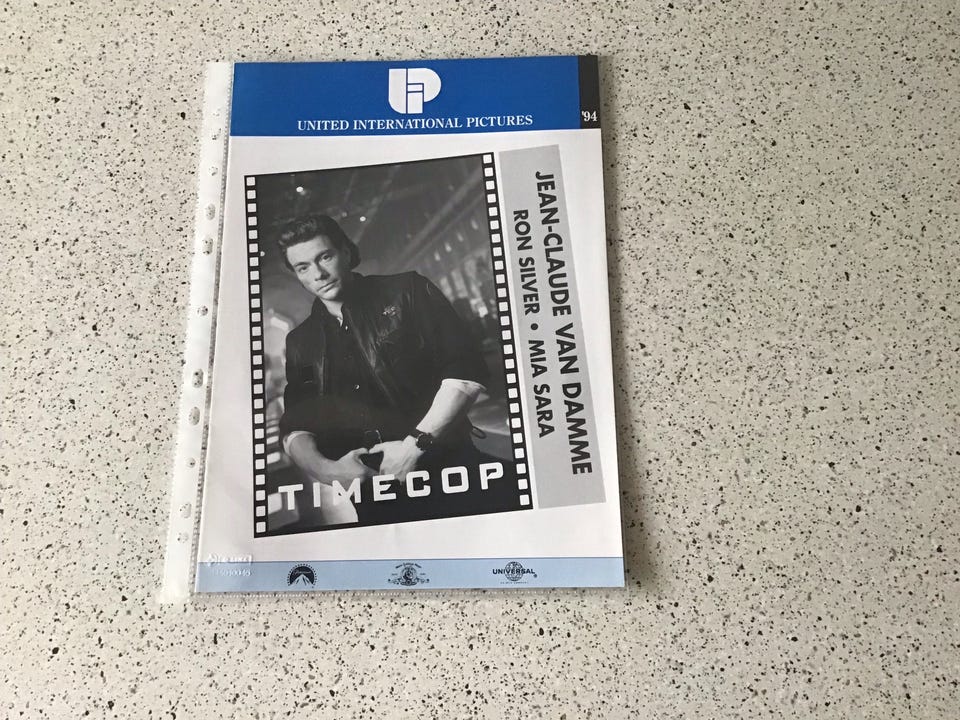 UNITED INTERNATIONAL PICTURES
'94
JEAN-CLAUDE VAN DAMME
RON SILVER • MIA SARA
TIMECOP
UNIVERSAL